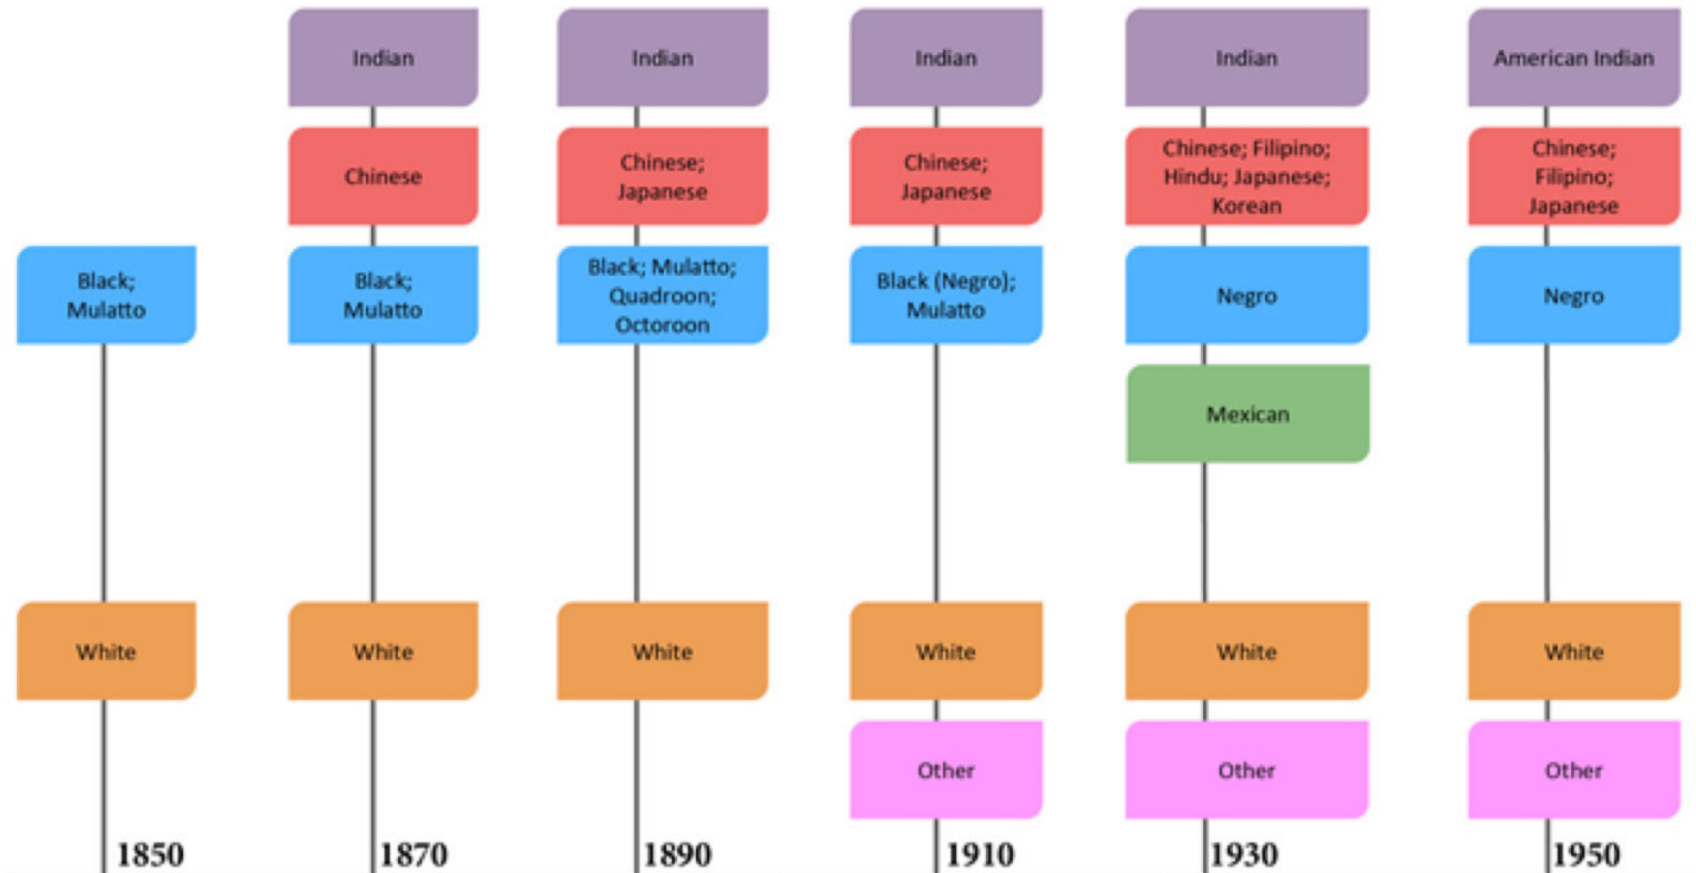 Indian
Indian
Indian
Indian
American Indian
Chinese
Chinese;
Japanese
Chinese;
Japanese
Chinese; Filipino;
Hindu; Japanese;
Korean
Chinese;
Filipino;
Japanese
Black;
Mulatto
Black;
Mulatto
Black; Mulatto;
Quadroon;
Octoroon
Black (Negro);
Mulatto
Negro
Negro
Mexican
White
White
White
White
White
White
Other
Other
Other
1850
1870
1890
1910
1930
1950